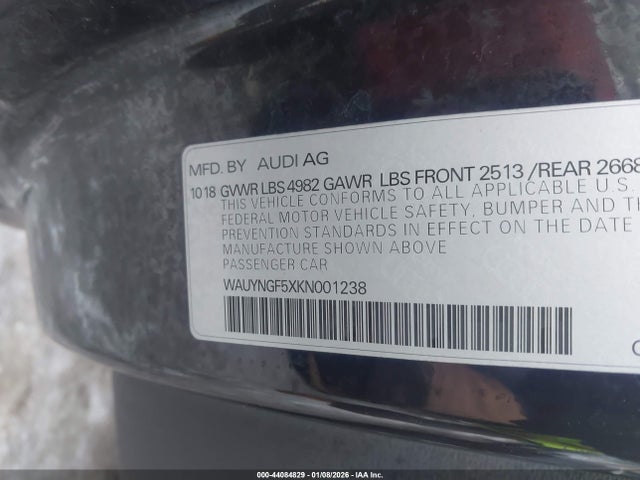 MFD. BY AUDI AG
10 18 GVWR LBS 4982 GAWR LBS FRONT 2513 /REAR 2668
THIS VEHICLE CONFORMS TO ALL APPLICABLE U.S.
FEDERAL MOTOR VEHICLE SAFETY, BUMPER AND
PREVENTION STANDARDS IN EFFECT ON THE DATE
MANUFACTURE SHOWN ABOVE
PASSENGER CAR
WAUYNGF5XKN001238
000-44084829 01/08/2026 - IAA Inc.